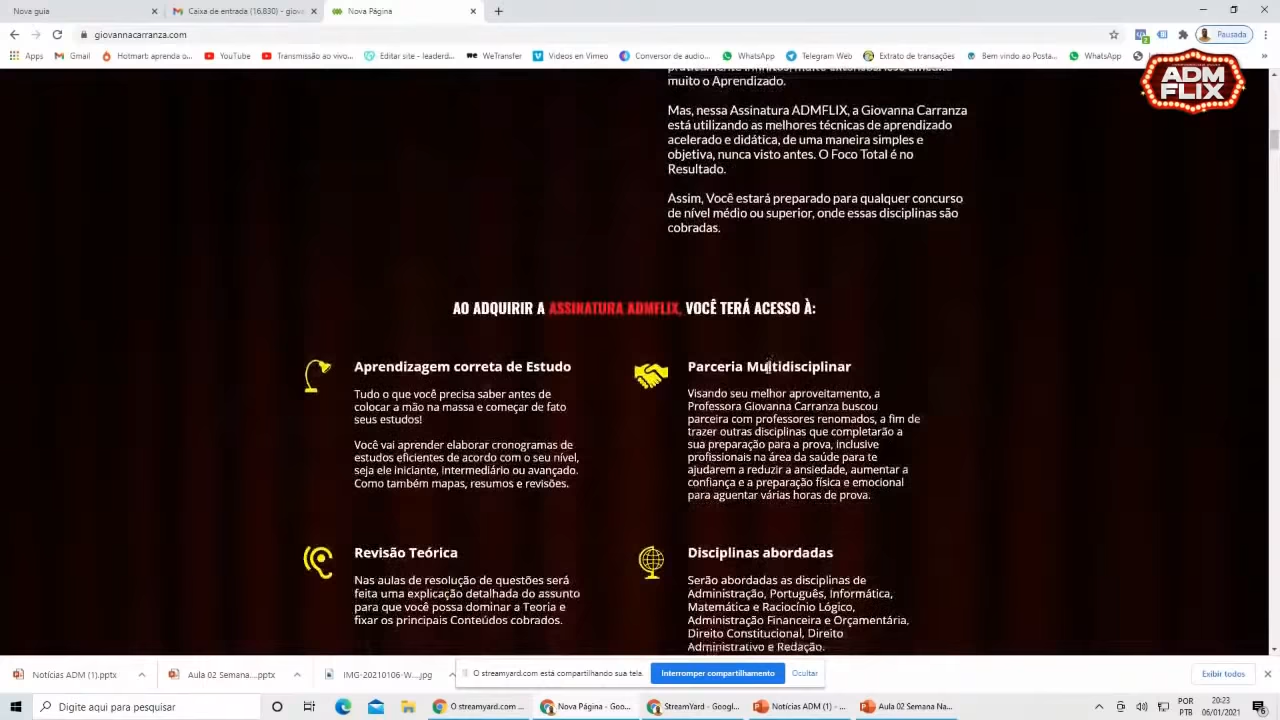 Nova guia
Caixa de entrada (16.830) - giova
Nova Página
giovannacarranza.com
Pausada
Apps
Gmail
Hotmart: aprenda o...
YouTube
Transmissão ao vivo...
Editar site - leaderd...
WeTransfer
Vídeos en Vimeo
Conversor de audio...
WhatsApp
Telegram Web
Extrato de transações
Bem vindo ao Posta...
WhatsApp
ADM
FLIX
muito o Aprendizado.
Mas, nessa Assinatura ADMFLIX, a Giovanna Carranza
está utilizando as melhores técnicas de aprendizado
acelerado e didática, de uma maneira simples e
objetiva, nunca visto antes. O Foco Total é no
Resultado.
Assim, Você estará preparado para qualquer concurso
de nível médio ou superior, onde essas disciplinas são
cobradas.
AO ADQUIRIR A ASSINATURA ADMFLIX, VOCÊ TERÁ ACESSO À:
Aprendizagem correta de Estudo
Tudo o que você precisa saber antes de
colocar a mão na massa e começar de fato
seus estudos!
Você vai aprender elaborar cronogramas de
estudos eficientes de acordo com o seu nível,
seja ele iniciante, intermediário ou avançado.
Como também mapas, resumos e revisões.
Parceria Multidisciplinar
Visando seu melhor aproveitamento, a
Professora Giovanna Carranza buscou
parceira com professores renomados, a fim de
trazer outras disciplinas que completarão a
sua preparação para a prova, inclusive
profissionais na área da saúde para te
ajudarem a reduzir a ansiedade, aumentar a
confiança e a preparação física e emocional
para aguentar várias horas de prova.
Revisão Teórica
Nas aulas de resolução de questões será
feita uma explicação detalhada do assunto
para que você possa dominar a Teoria e
fixar os principais Conteúdos cobrados.
Disciplinas abordadas
Serão abordadas as disciplinas de
Administração, Português, Informática,
Matemática e Raciocínio Lógico,
Administração Financeira e Orçamentária,
Direito Constitucional, Direito
Administrativo e Redação.
Notícias ADM (1).pptx
Aula 02 Semana....pptx
IMG-20210106-W....jpg
O streamyard.com está compartilhando sua tela.
Interromper compartilhamento
Ocultar
Exibir todos
Digite aqui para pesquisar
O streamyard.com ...
Nova Página - Goo...
StreamYard - Googl...
Notícias ADM (1) - ...
Aula 02 Semana Na...
POR
PTB
20:23
06/01/2021